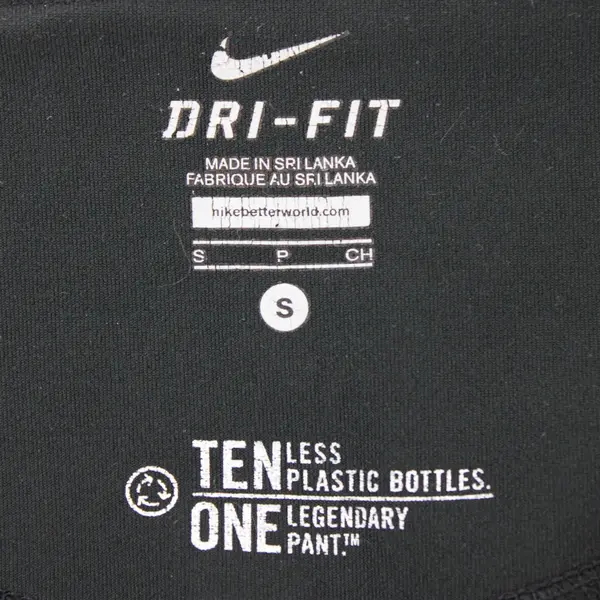 DRI-FIT
MADE IN SRI LANKA
FABRIQUE AU SRI LANKA
nikebetterworld.com
S P CH
S
TEN LESS
PLASTIC BOTTLES.
ONE LEGENDARY
PANT.™